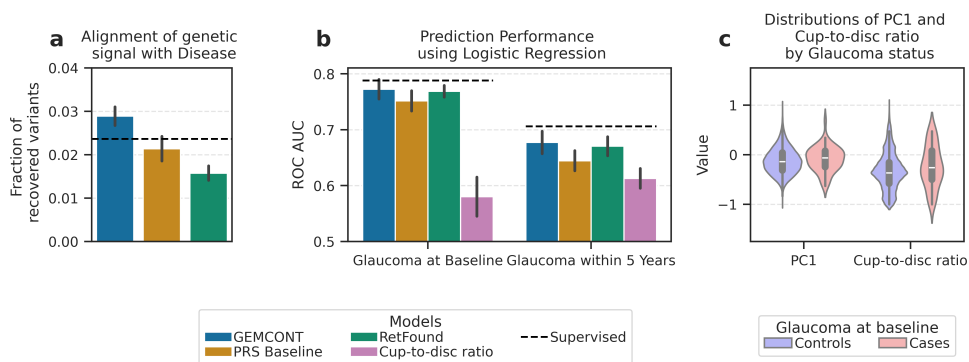 a
Alignment of genetic
signal with Disease
0.04
0.03
0.02
0.01
0.00
Fraction of
recovered variants
b
Prediction Performance
using Logistic Regression
0.8
0.7
0.6
0.5
ROC AUC
Glaucoma at Baseline
Glaucoma within 5 Years
c
Distributions of PC1 and
Cup-to-disc ratio
by Glaucoma status
1
0
−1
Value
PC1
Cup-to-disc ratio
Models
GEMCONT
PRS Baseline
RetFound
Cup-to-disc ratio
Supervised
Glaucoma at baseline
Controls
Cases